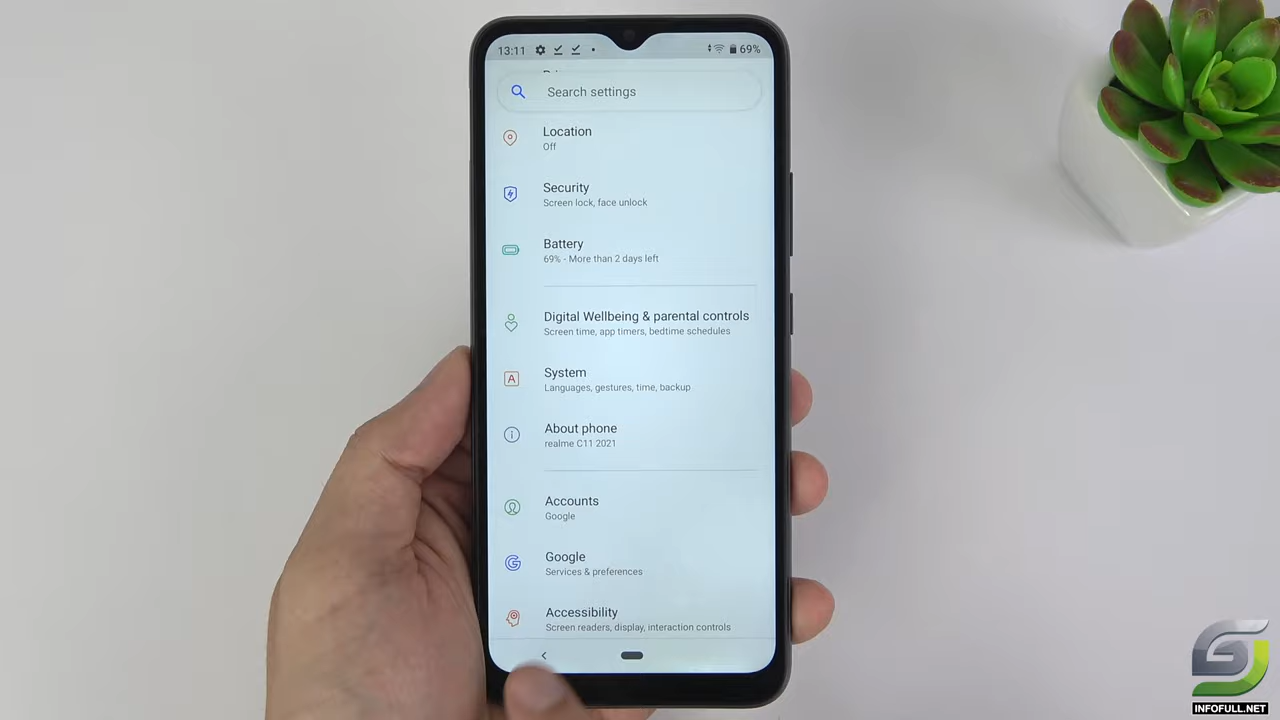 13:11
69%
Search settings
Location
Off
Security
Screen lock, face unlock
Battery
69% - More than 2 days left
Digital Wellbeing & parental controls
Screen time, app timers, bedtime schedules
A
System
Languages, gestures, time, backup
About phone
realme C11 2021
Accounts
Google
Google
Services & preferences
Accessibility
Screen readers, display, interaction controls
INFOFULL.NET